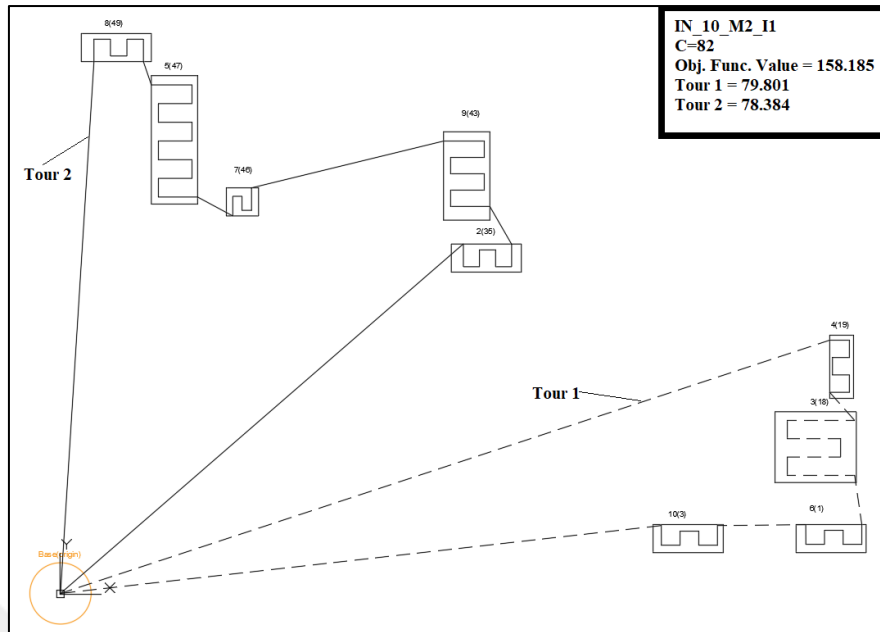 8(49)
IN_10_M2_I1
C=82
Obj. Func. Value = 158.185
Tour 1 = 79.801
Tour 2 = 78.384
5(47)
9(43)
7(46)
Tour 2
2(35)
4(19)
Tour 1
3(18)
10(3)
6(1)
Y
Base(origin)
X